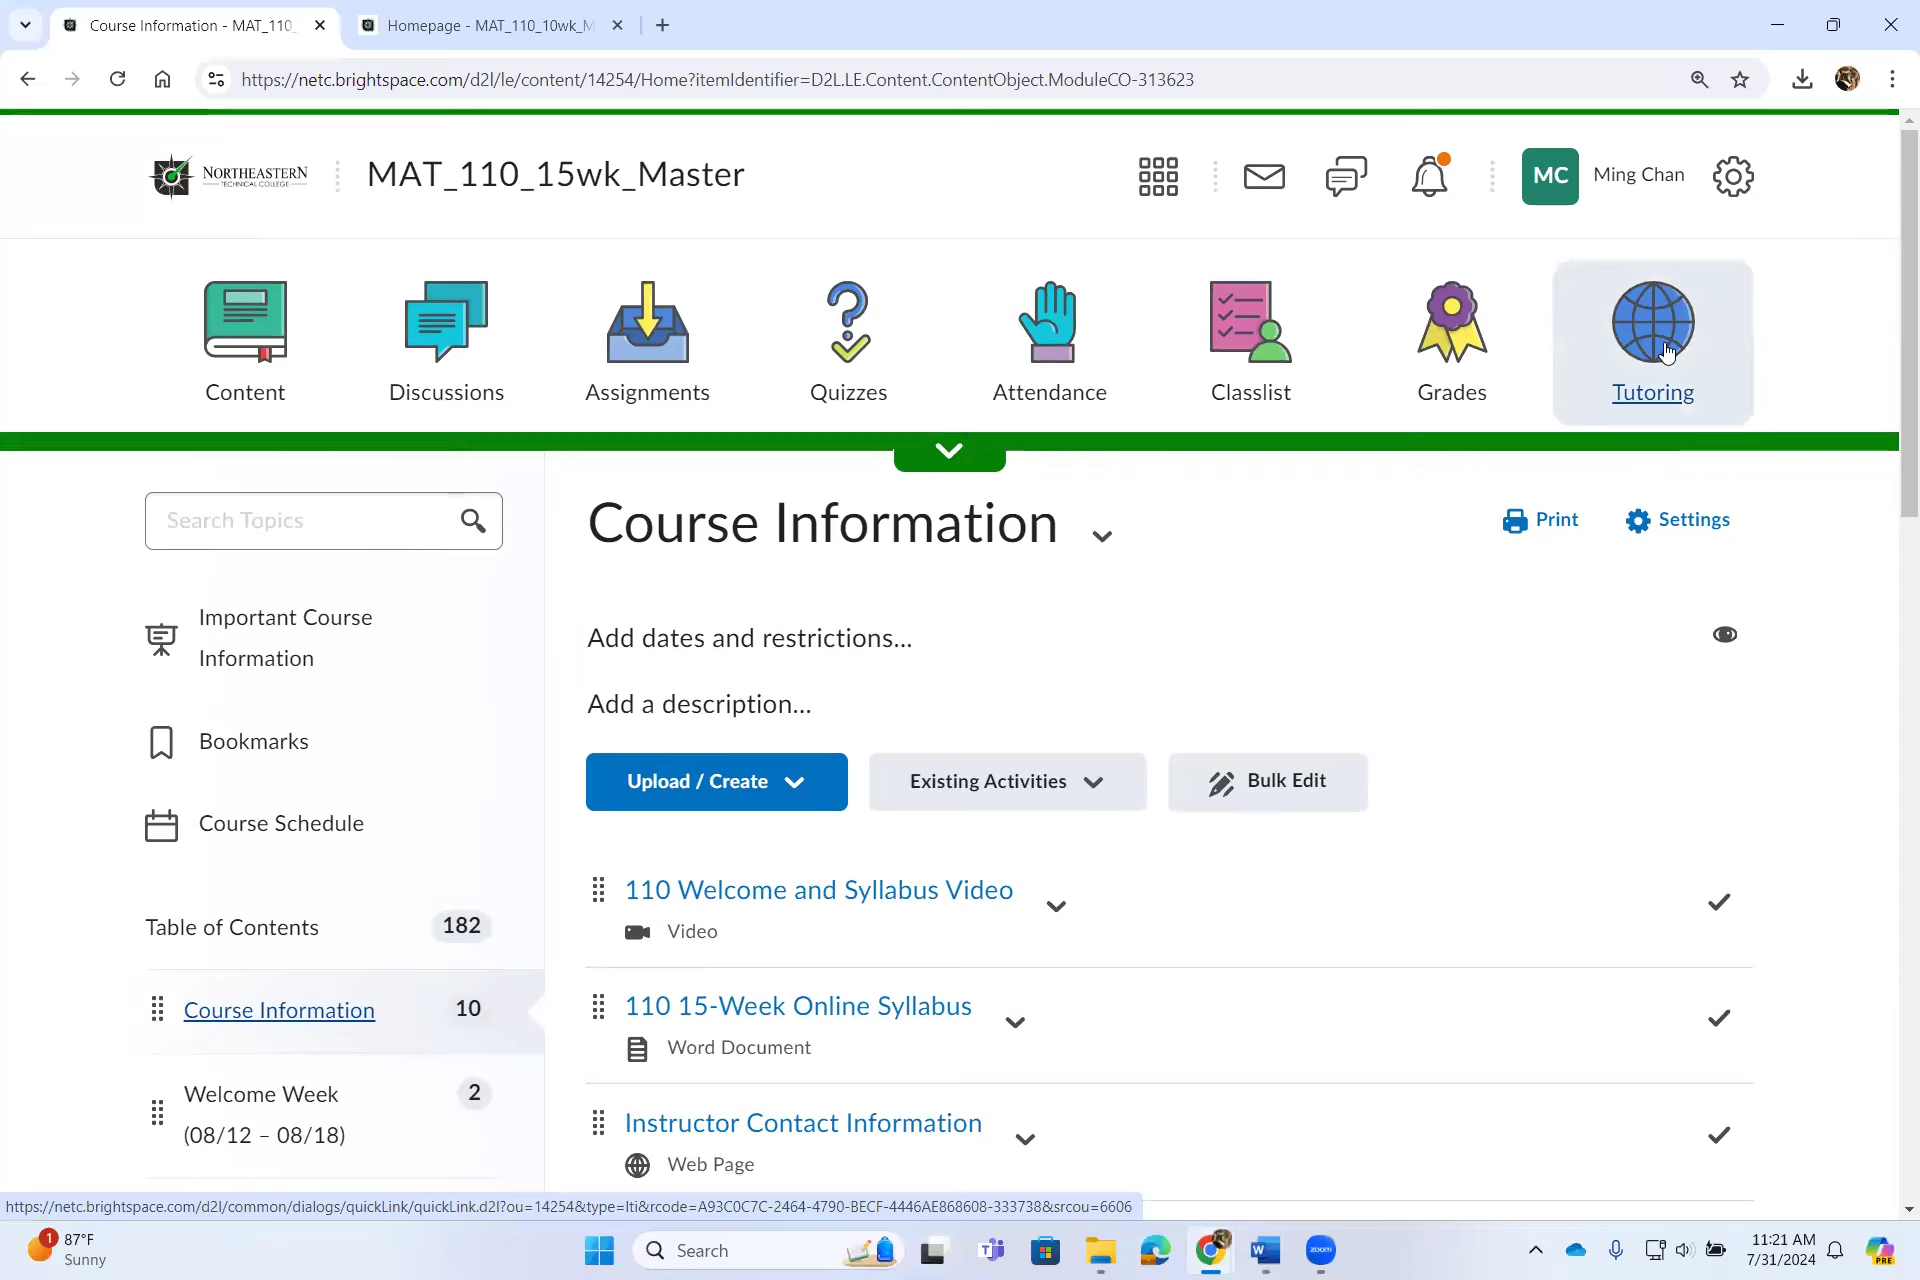 Course Information - MAT_110_
Homepage - MAT_110_10wk_M
https://netc.brightspace.com/d2l/le/content/14254/Home?itemIdentifier=D2L.LE.Content.ContentObject.ModuleCO-313623
NORTHEASTERN
TECHNICAL COLLEGE
MAT_110_15wk_Master
MC
Ming Chan
Content
Discussions
Assignments
Quizzes
Attendance
Classlist
Grades
Tutoring
Search Topics
Course Information
Print
Settings
Important Course
Information
Add dates and restrictions...
Add a description...
Bookmarks
Upload / Create
Existing Activities
Bulk Edit
Course Schedule
110 Welcome and Syllabus Video
Video
Table of Contents
182
Course Information
10
110 15-Week Online Syllabus
Word Document
Welcome Week
2
(08/12 – 08/18)
Instructor Contact Information
Web Page
https://netc.brightspace.com/d2l/common/dialogs/quickLink/quickLink.d2l?ou=14254&type=lti&rcode=A93C0C7C-2464-4790-BECF-4446AE868608-333738&srcou=6606
1
87°F
Sunny
Search
zoom
11:21 AM
7/31/2024
PRE